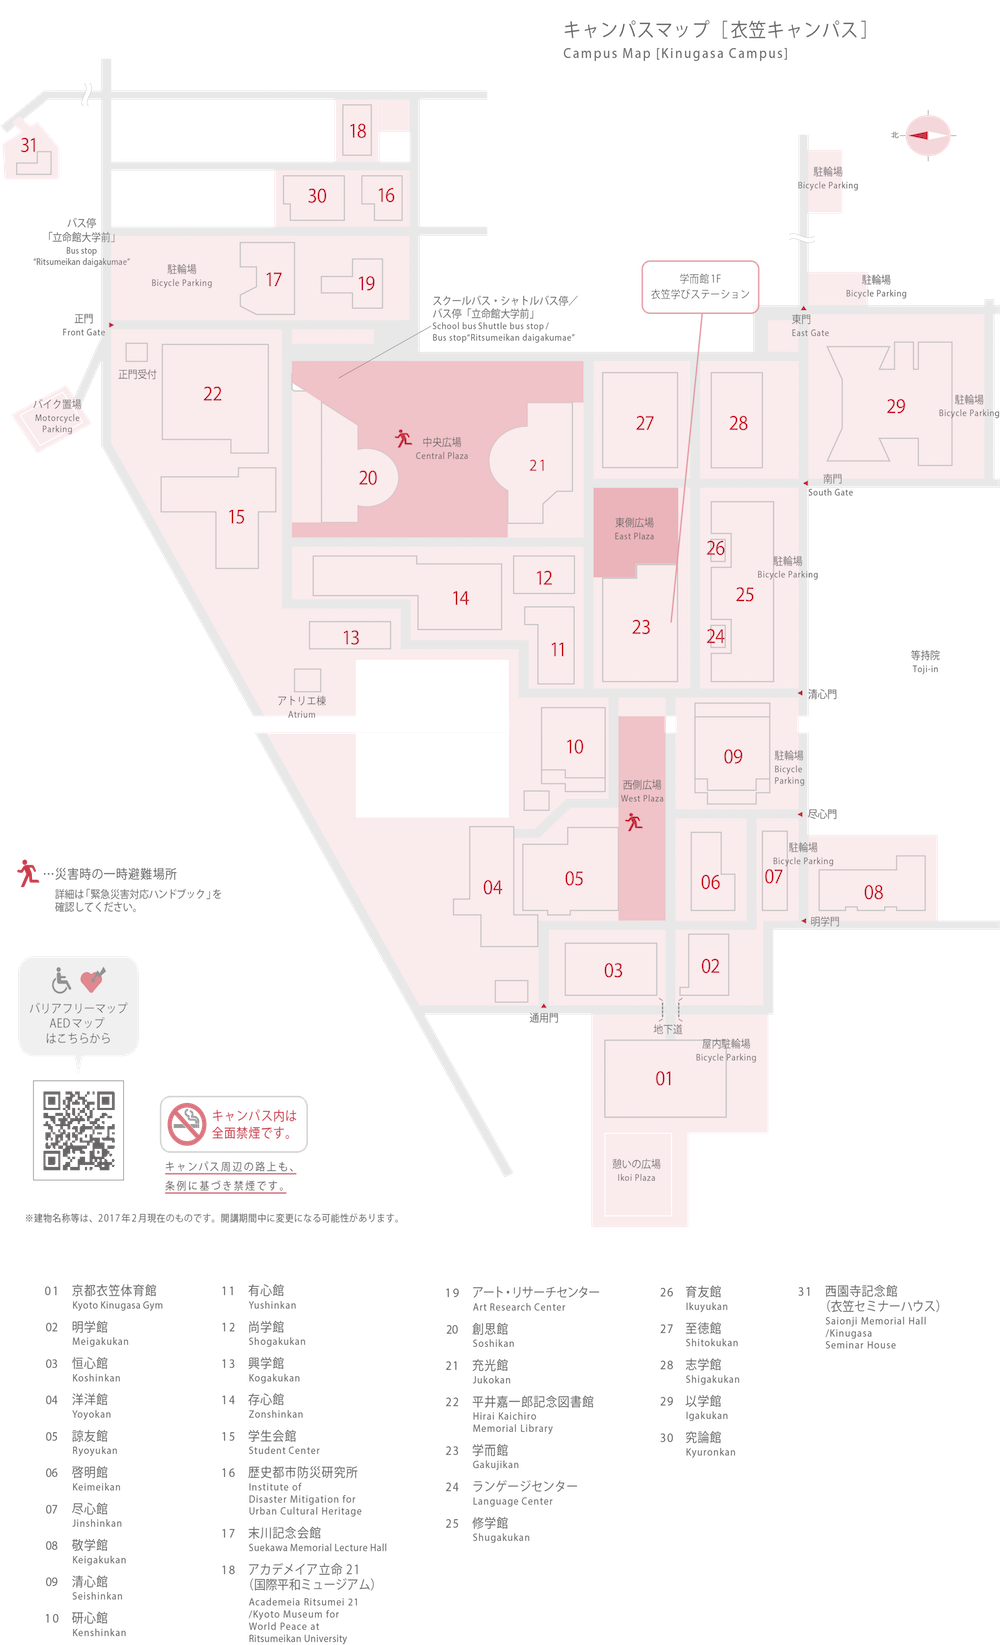 キャンパスマップ［衣笠キャンパス］
Campus Map [Kinugasa Campus]
北
31
18
30
16
駐輪場
Bicycle Parking
バス停
「立命館大学前」
Bus stop
“Ritsumeikan daigakumae”
駐輪場
Bicycle Parking
17
19
学而館1F
衣笠学びステーション
駐輪場
Bicycle Parking
スクールバス・シャトルバス停／
バス停「立命館大学前」
School bus Shuttle bus stop /
Bus stop“Ritsumeikan daigakumae”
正門
Front Gate
東門
East Gate
正門受付
22
バイク置場
Motorcycle
Parking
中央広場
Central Plaza
20
21
27
28
29
駐輪場
Bicycle Parking
南門
South Gate
15
東側広場
East Plaza
26
駐輪場
Bicycle Parking
12
14
25
13
11
23
24
等持院
Toji-in
アトリエ棟
Atrium
清心門
10
09
駐輪場
Bicycle
Parking
西側広場
West Plaza
尽心門
駐輪場
Bicycle Parking
04
05
06
07
08
…災害時の一時避難場所
詳細は「緊急災害対応ハンドブック」を
確認してください。
明学門
03
02
バリアフリーマップ
AEDマップ
はこちらから
通用門
地下道
屋内駐輪場
Bicycle Parking
01
キャンパス内は
全面禁煙です。
キャンパス周辺の路上も、
条例に基づき禁煙です。
憩いの広場
Ikoi Plaza
※建物名称等は、2017年2月現在のものです。開講期間中に変更になる可能性があります。
01 京都衣笠体育館
Kyoto Kinugasa Gym
02 明学館
Meigakukan
03 恒心館
Koshinkan
04 洋洋館
Yoyokan
05 諒友館
Ryoyukan
06 啓明館
Keimeikan
07 尽心館
Jinshinkan
08 敬学館
Keigakukan
09 清心館
Seishinkan
10 研心館
Kenshinkan
11 有心館
Yushinkan
12 尚学館
Shogakukan
13 興学館
Kogakukan
14 存心館
Zonshinkan
15 学生会館
Student Center
16 歴史都市防災研究所
Institute of
Disaster Mitigation for
Urban Cultural Heritage
17 末川記念会館
Suekawa Memorial Lecture Hall
18 アカデメイア立命21
（国際平和ミュージアム）
Academeia Ritsumei 21
/Kyoto Museum for
World Peace at
Ritsumeikan University
19 アート・リサーチセンター
Art Research Center
20 創思館
Soshikan
21 充光館
Jukokan
22 平井嘉一郎記念図書館
Hirai Kaichiro
Memorial Library
23 学而館
Gakujikan
24 ランゲージセンター
Language Center
25 修学館
Shugakukan
26 育友館
Ikuyukan
27 至徳館
Shitokukan
28 志学館
Shigakukan
29 以学館
Igakukan
30 究論館
Kyuronkan
31 西園寺記念館
（衣笠セミナーハウス）
Saionji Memorial Hall
/Kinugasa
Seminar House